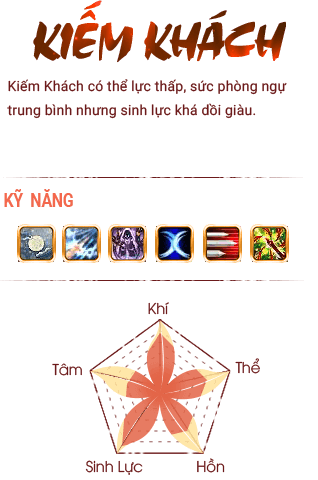 KIẾM KHÁCH
Kiếm Khách có thể lực thấp, sức phòng ngự
trung bình nhưng sinh lực khá dồi giàu.
KỸ NĂNG
Khí
Tâm
Thể
Sinh Lực
Hồn